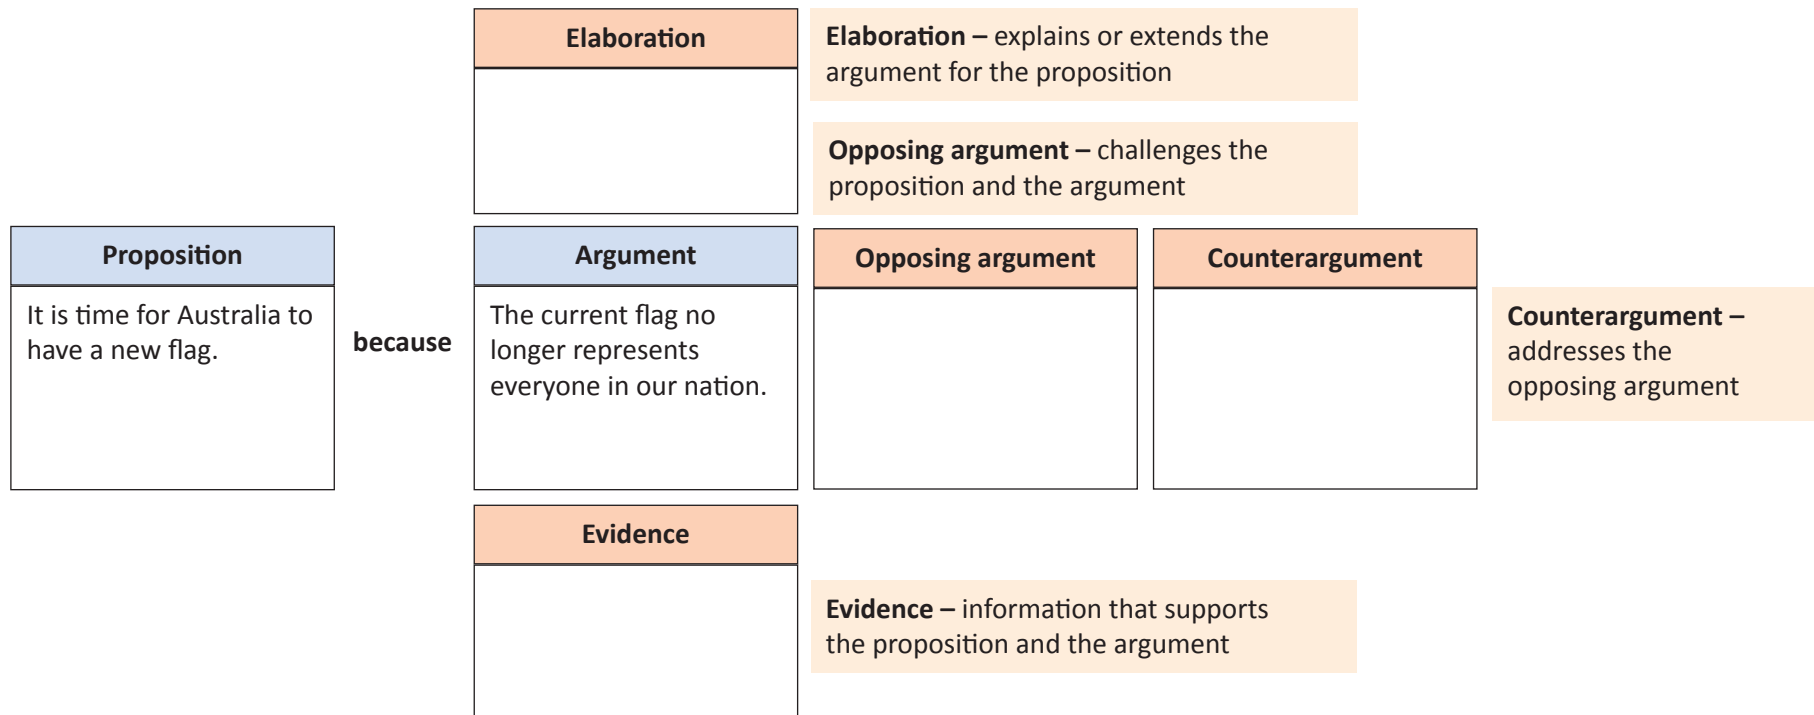 Elaboration
Elaboration – explains or extends the
argument for the proposition
Opposing argument – challenges the
proposition and the argument
Proposition
It is time for Australia to
have a new flag.
because
Argument
The current flag no
longer represents
everyone in our nation.
Opposing argument
Counterargument
Counterargument –
addresses the
opposing argument
Evidence
Evidence – information that supports
the proposition and the argument